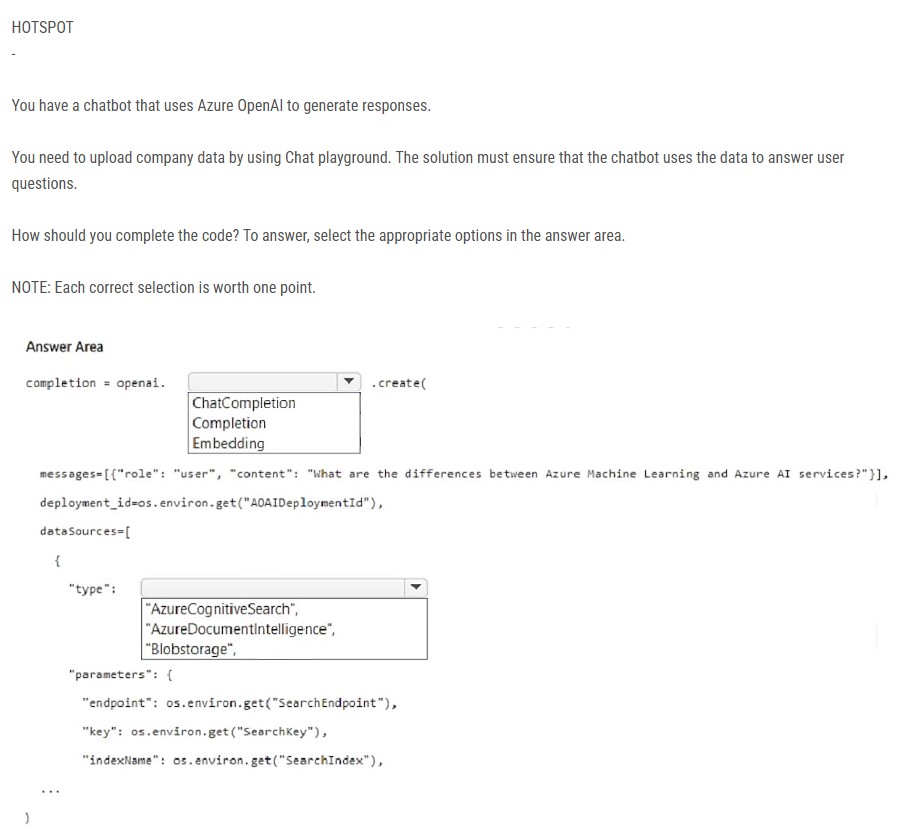 HOTSPOT
-
You have a chatbot that uses Azure OpenAI to generate responses.
You need to upload company data by using Chat playground. The solution must ensure that the chatbot uses the data to answer user
questions.
How should you complete the code? To answer, select the appropriate options in the answer area.
NOTE: Each correct selection is worth one point.
Answer Area
completion = openai. .create(
ChatCompletion
Completion
Embedding
messages=[{"role": "user", "content": "What are the differences between Azure Machine Learning and Azure AI services?"}],
deployment_id=os.environ.get("AOAIDeploymentId"),
dataSources=[
{
"type":
"AzureCognitiveSearch",
"AzureDocumentIntelligence",
"Blobstorage",
"parameters": {
"endpoint": os.environ.get("SearchEndpoint"),
"key": os.environ.get("SearchKey"),
"indexName": os.environ.get("SearchIndex"),
...
)